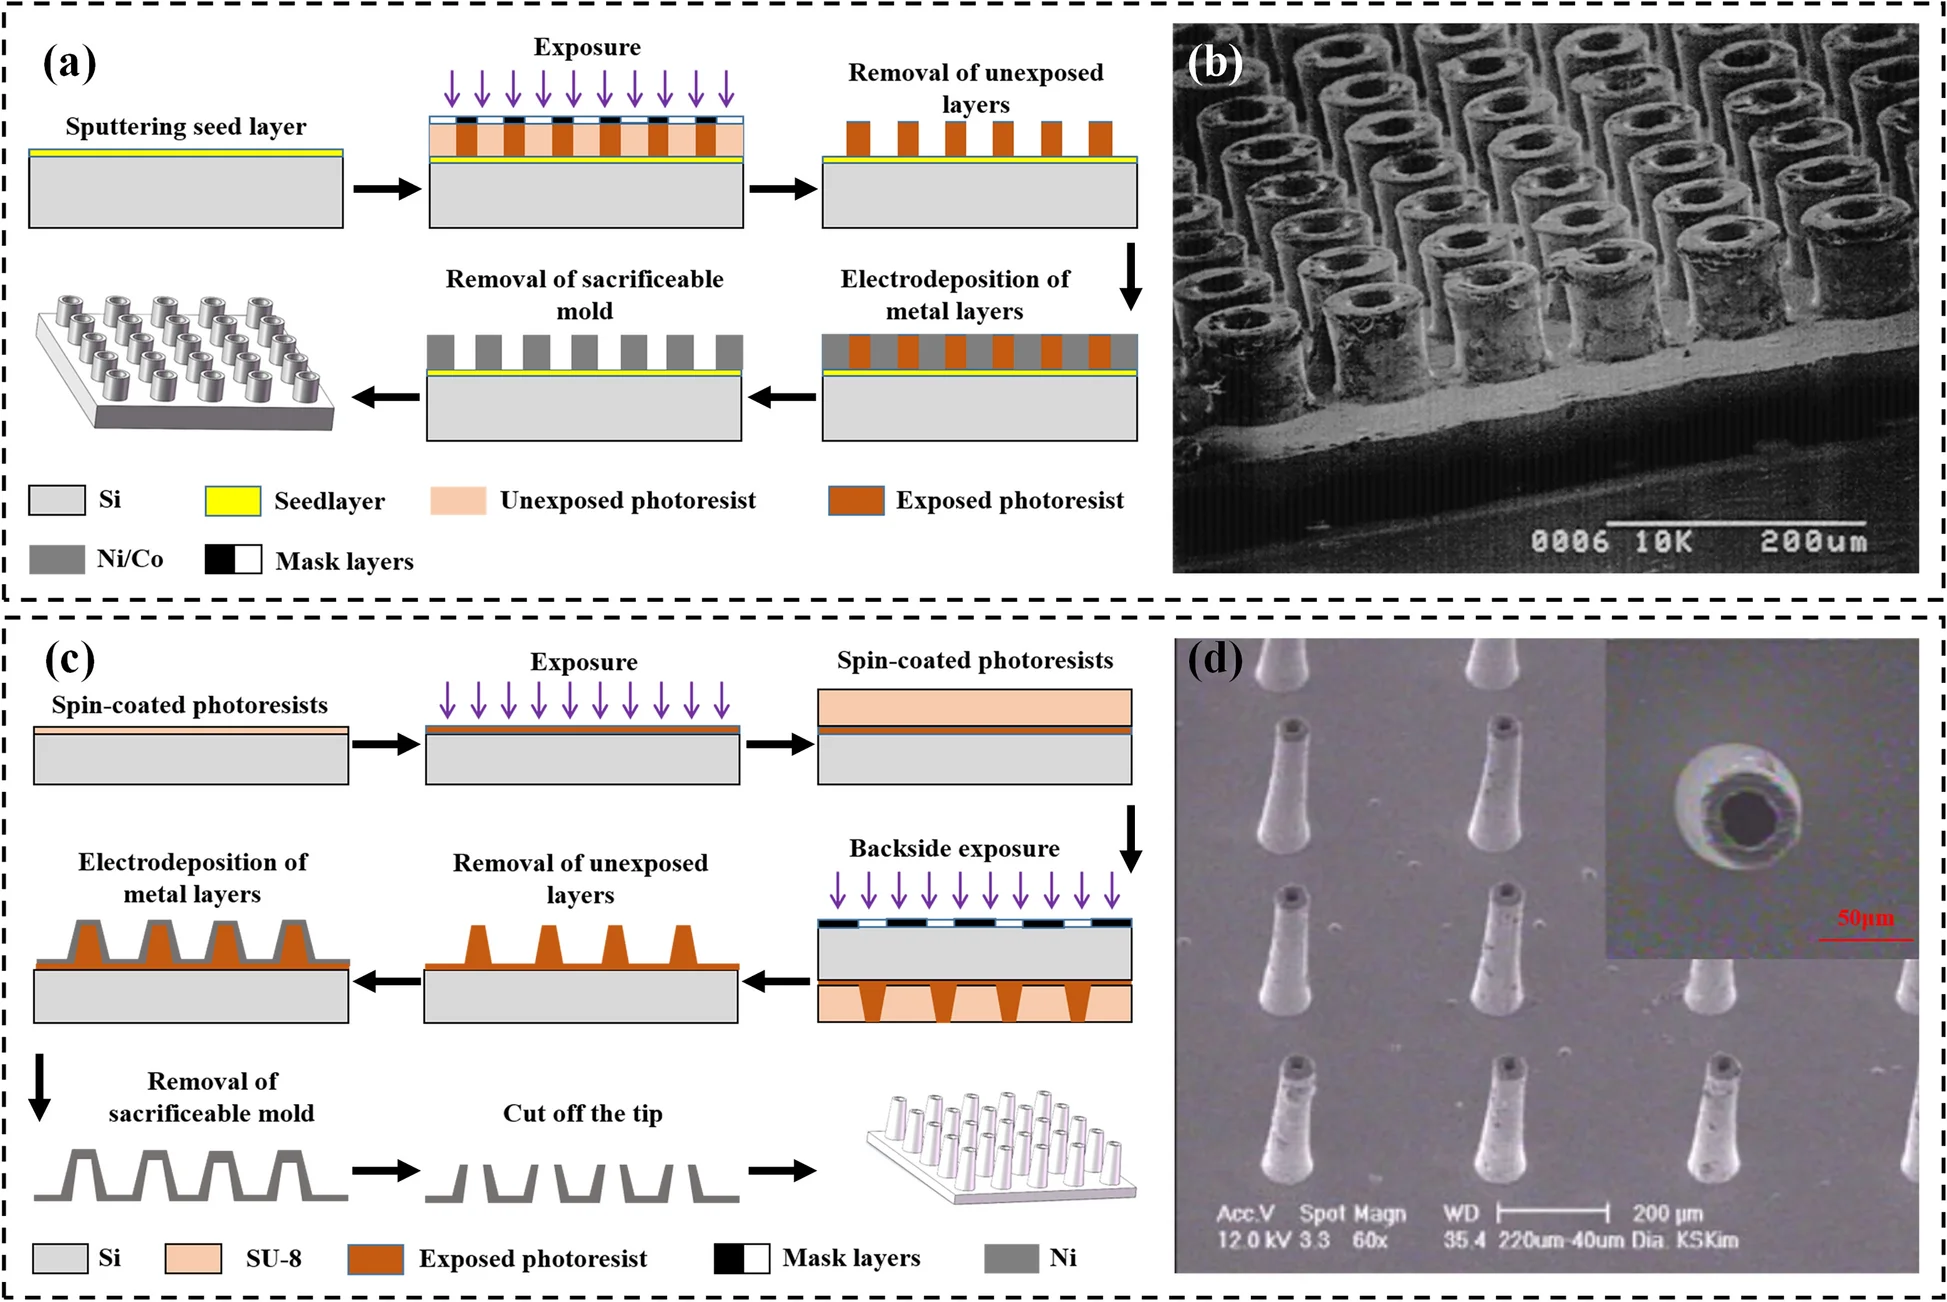 (a)
Exposure
Sputtering seed layer
Removal of unexposed
layers
Removal of sacrificeable
mold
Electrodeposition of
metal layers
Si
Seedlayer
Unexposed photoresist
Exposed photoresist
Ni/Co
Mask layers
(b)
0006 10K 200um
(c)
Spin-coated photoresists
Exposure
Spin-coated photoresists
Electrodeposition of
metal layers
Removal of unexposed
layers
Backside exposure
Removal of
sacrificeable mold
Cut off the tip
Si
SU-8
Exposed photoresist
Mask layers
Ni
(d)
50μm
Acc.V Spot Magn WD 200 µm
12.0 kV 3.3 60x 35.4 220um-40um Dia. KSKim